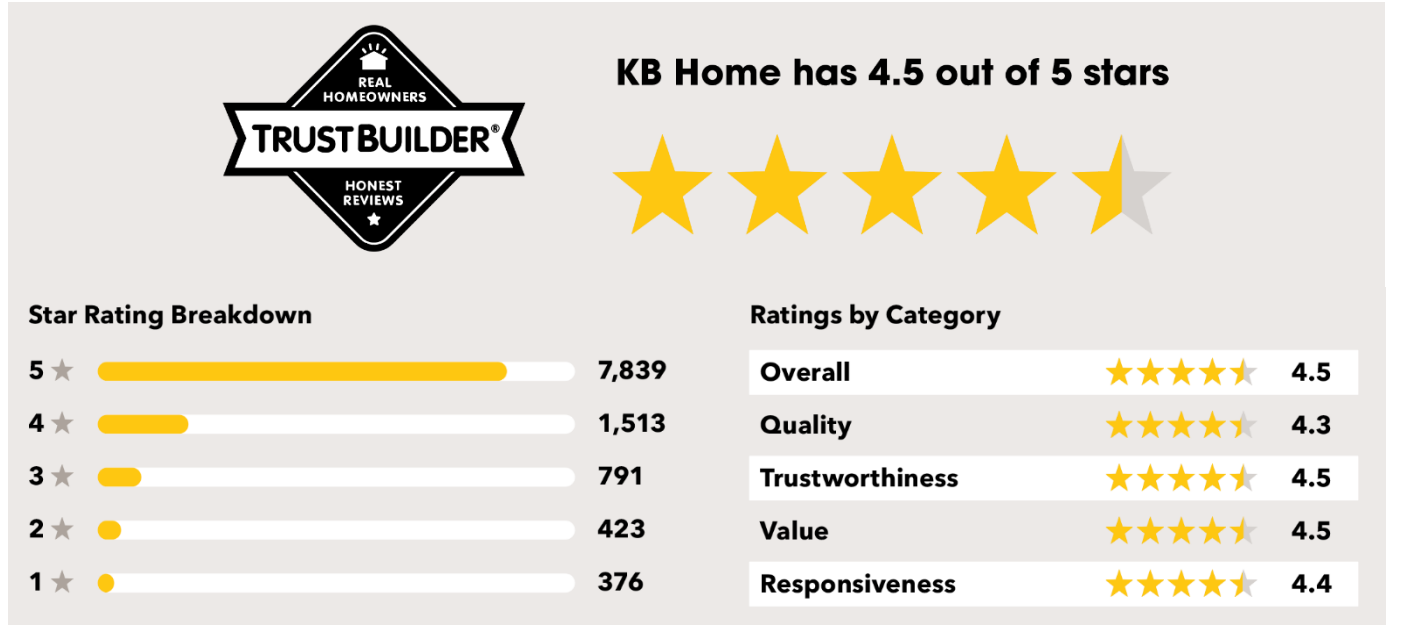 REAL
HOMEOWNERS
TRUSTBUILDER®
HONEST
REVIEWS
KB Home has 4.5 out of 5 stars
Star Rating Breakdown
5 7,839
4 1,513
3 791
2 423
1 376
Ratings by Category
Overall 4.5
Quality 4.3
Trustworthiness 4.5
Value 4.5
Responsiveness 4.4